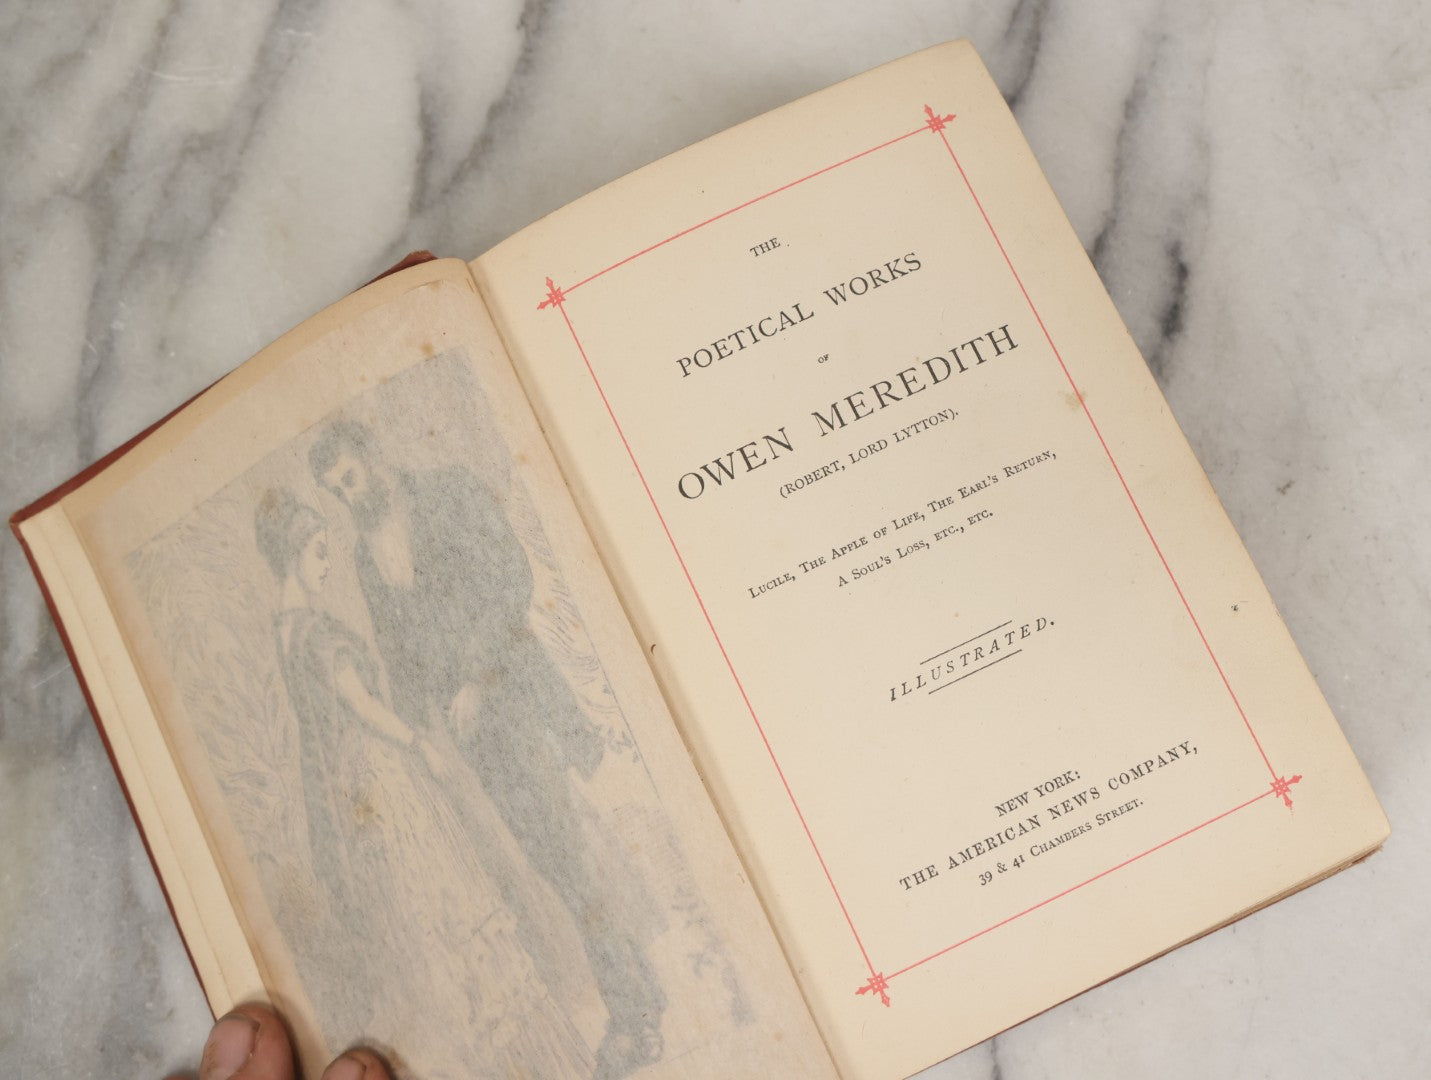 THE
POETICAL WORKS
OF
OWEN MEREDITH
(ROBERT, LORD LYTTON).
LUCILE, THE APPLE OF LIFE, THE EARL'S RETURN,
A SOUL'S LOSS, ETC., ETC.
ILLUSTRATED.
NEW YORK:
THE AMERICAN NEWS COMPANY,
39 & 41 CHAMBERS STREET.